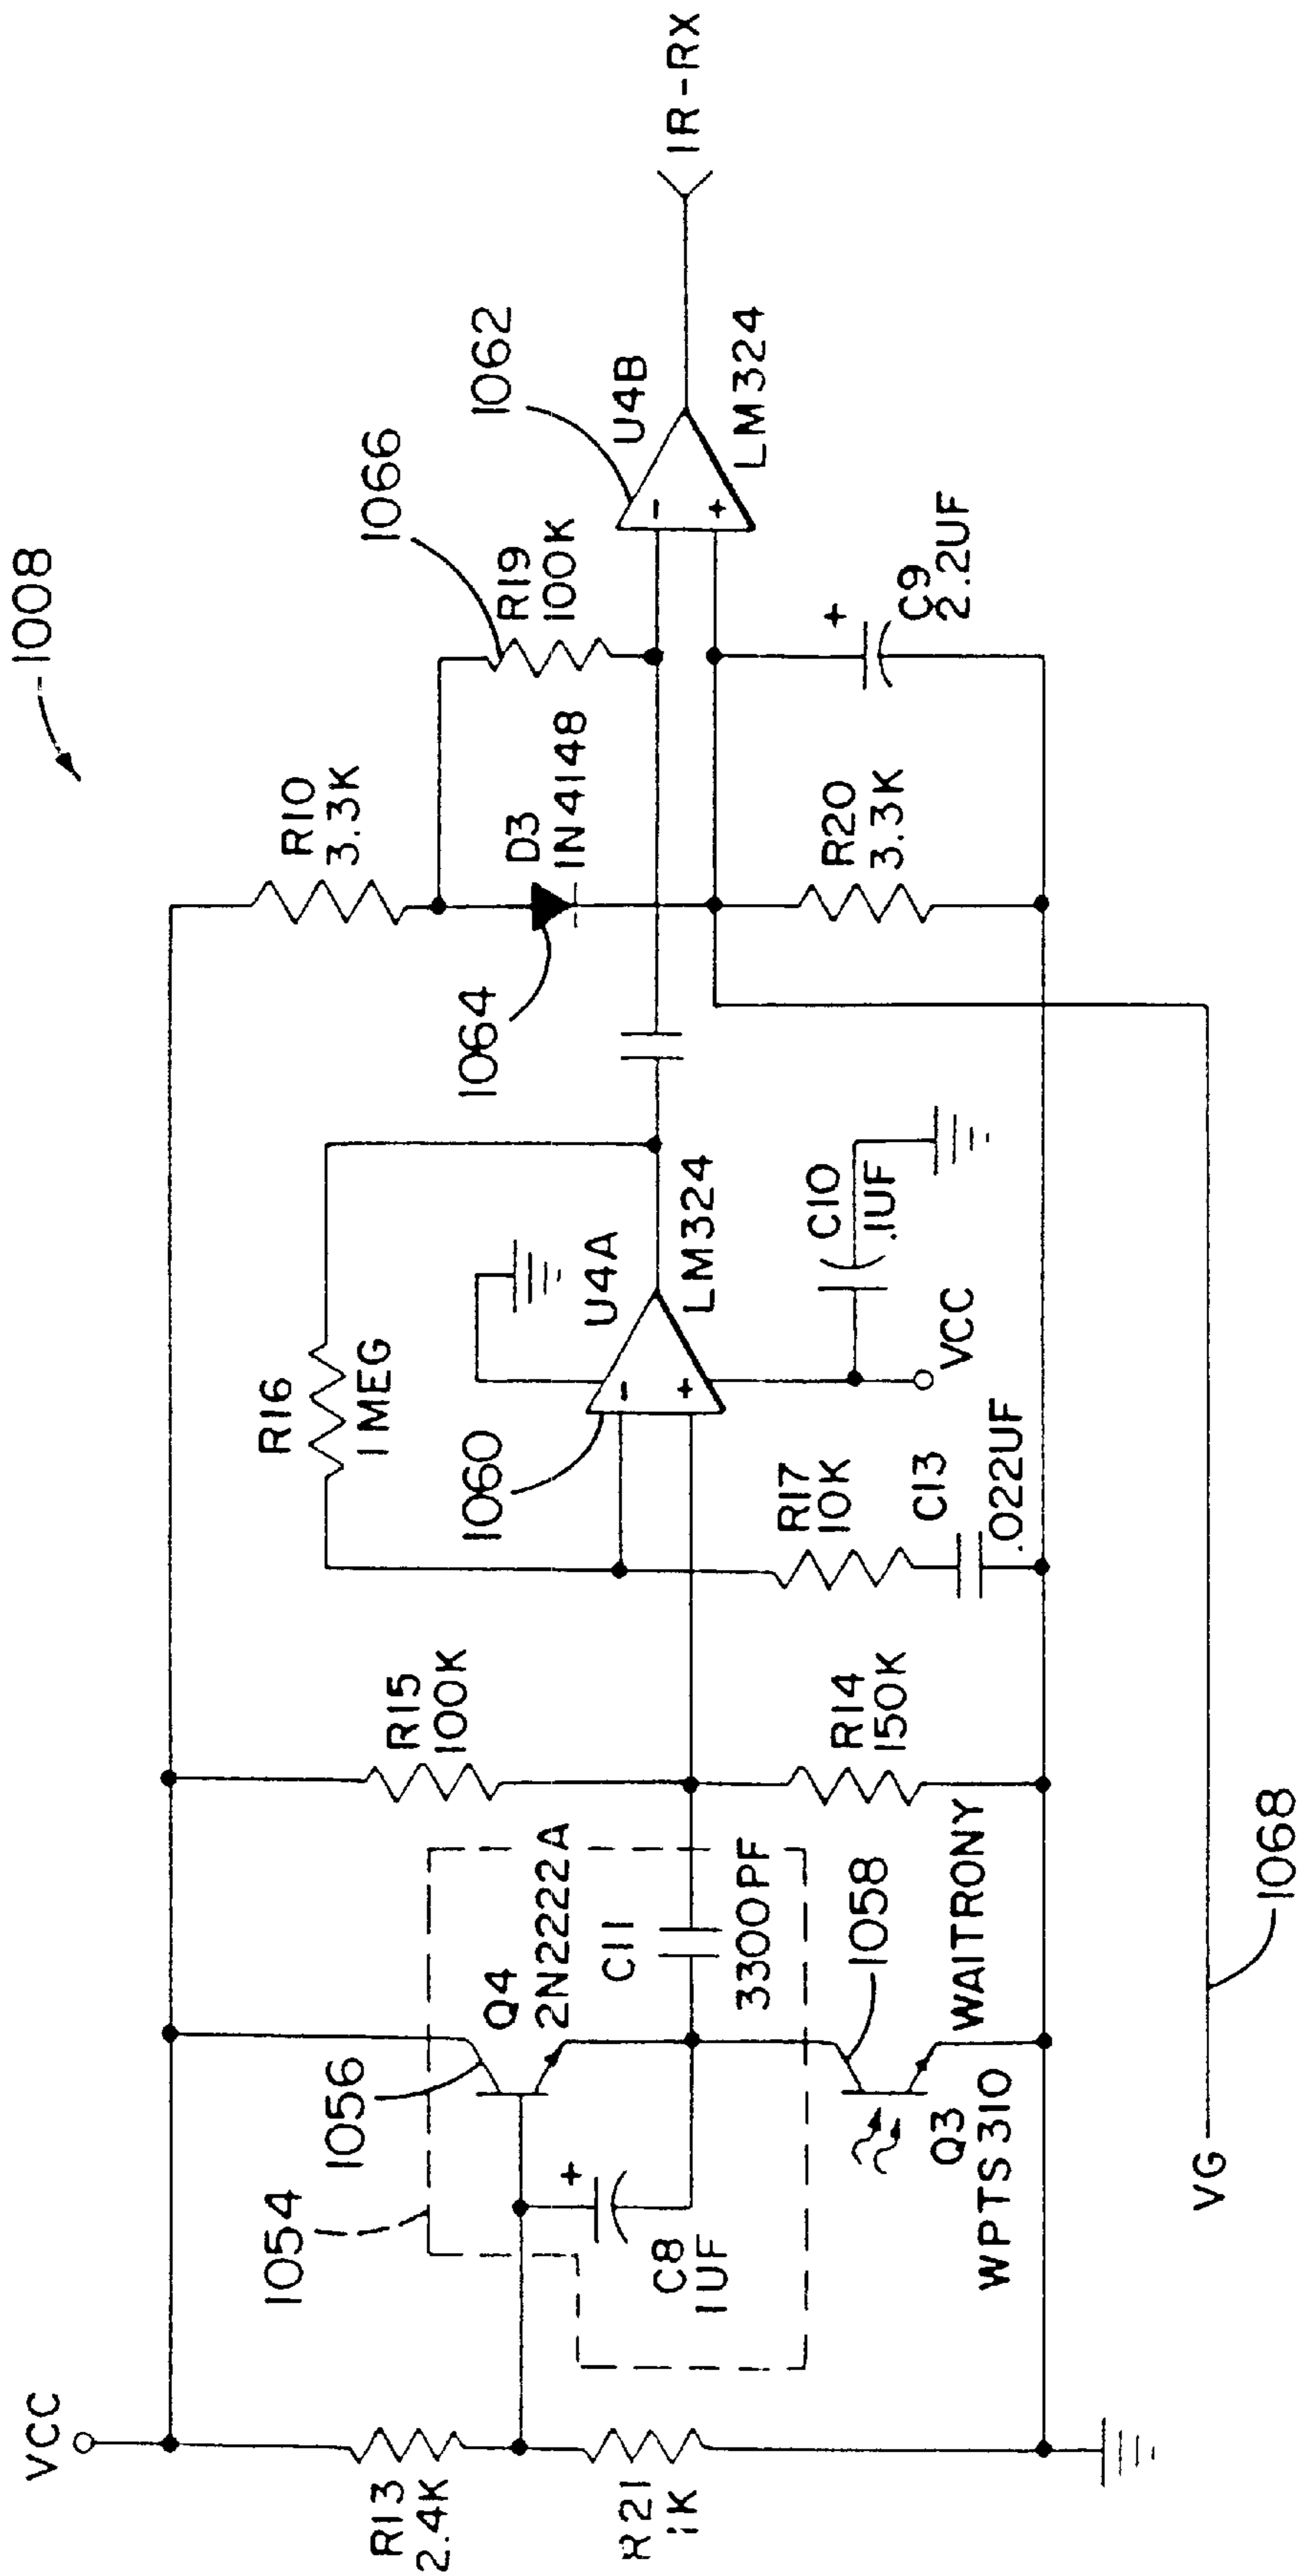 1008
VCC
R13
2.4K
R21
1K
1054
1056
Q4
2N2222A
+
C8
1UF
C11
3300PF
1058
Q3
WPTS310
WAITRONY
R15
100K
R14
150K
R16
1 MEG
1060
-
+
U4A
LM324
R17
10K
C13
.022UF
VCC
C10
.1UF
R10
3.3K
1064
D3
1N4148
1066
R19
100K
R20
3.3K
+
C9
2.2UF
1062
-
+
U4B
LM324
IR-RX
VG
1068